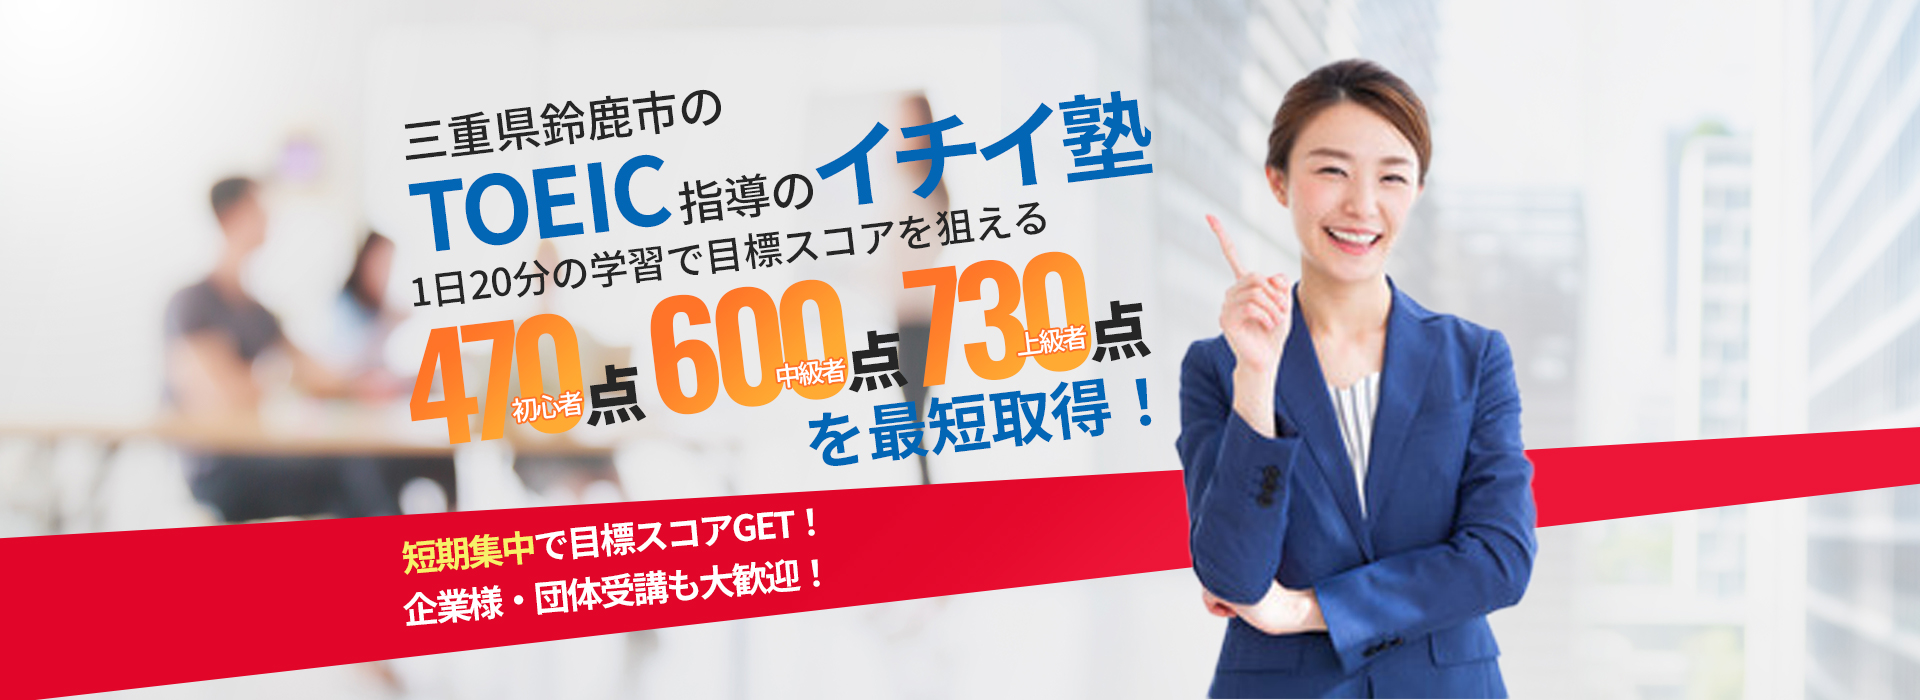 三重県鈴鹿市の
TOEIC指導のイチイ塾
1日20分の学習で目標スコアを狙える
470点 600点 730点
初心者 中級者 上級者
を最短取得！
短期集中で目標スコアGET！
企業様・団体受講も大歓迎！